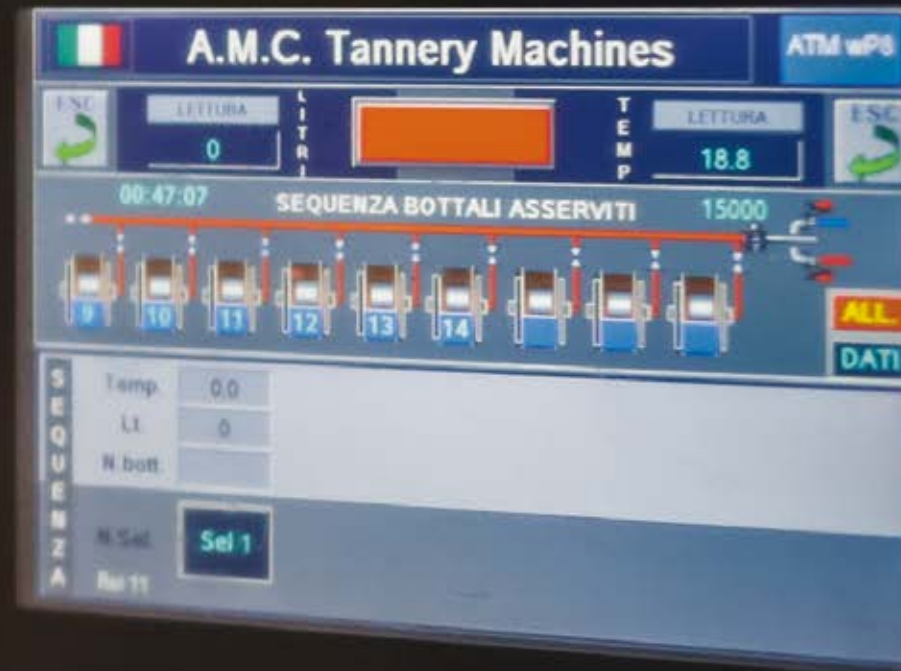 A.M.C. Tannery Machines
ATM wP8
ESC
LETTURA
0
LITRI
TEMP
LETTURA
18.8
ESC
00:47:07
SEQUENZA BOTTALI ASSERVITI
15000
9 10 11 12 13 14
ALL.
DATI
SEQUENZA
Temp. 0.0
Lt. 0
N.bott.
N.Sel. Sel 1